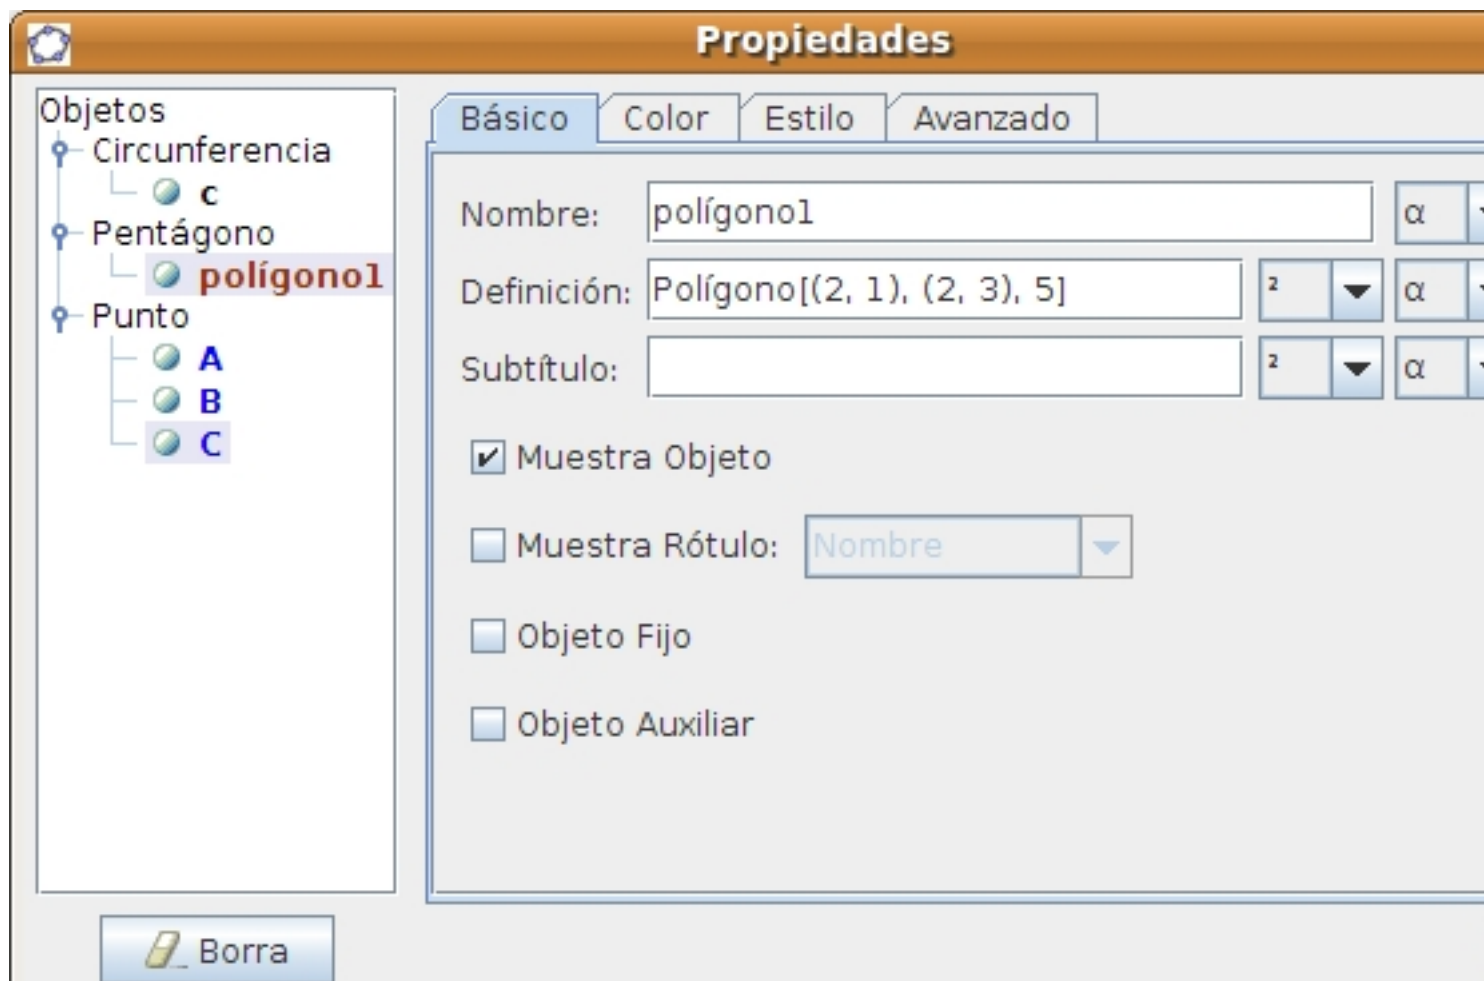 Propiedades
Objetos
Circunferencia
c
Pentágono
polígono1
Punto
A
B
C
Borra
Básico Color Estilo Avanzado
Nombre: polígono1 α
Definición: Polígono[(2, 1), (2, 3), 5] ² α
Subtítulo: ² α
Muestra Objeto
Muestra Rótulo: Nombre
Objeto Fijo
Objeto Auxiliar